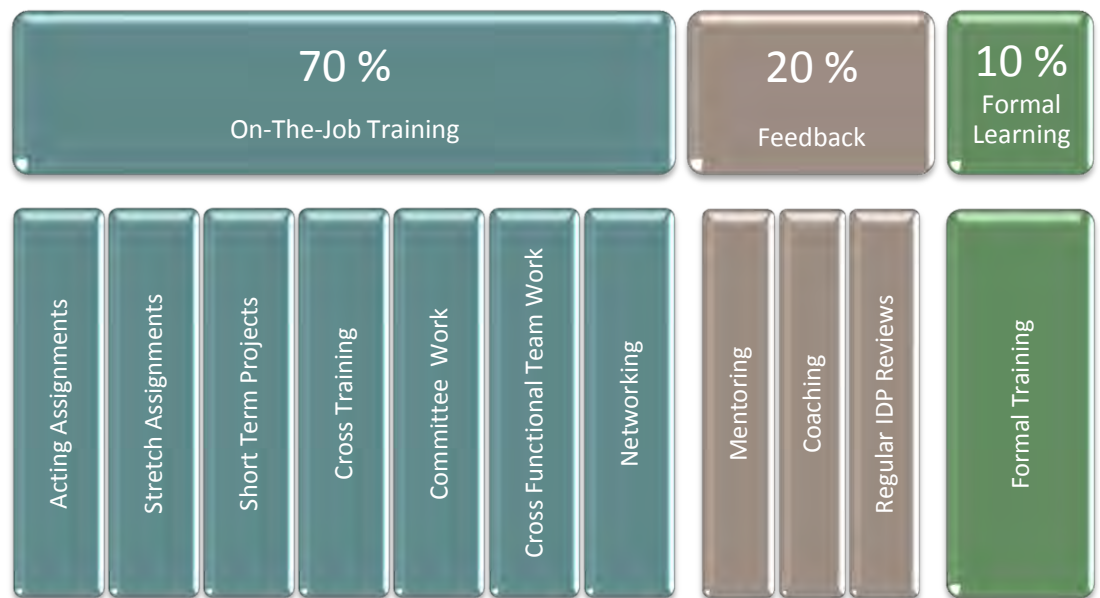 70 %
On-The-Job Training
20 %
Feedback
10 %
Formal
Learning
Acting Assignments
Stretch Assignments
Short Term Projects
Cross Training
Committee  Work
Cross Functional Team Work
Networking
Mentoring
Coaching
Regular IDP Reviews
Formal Training